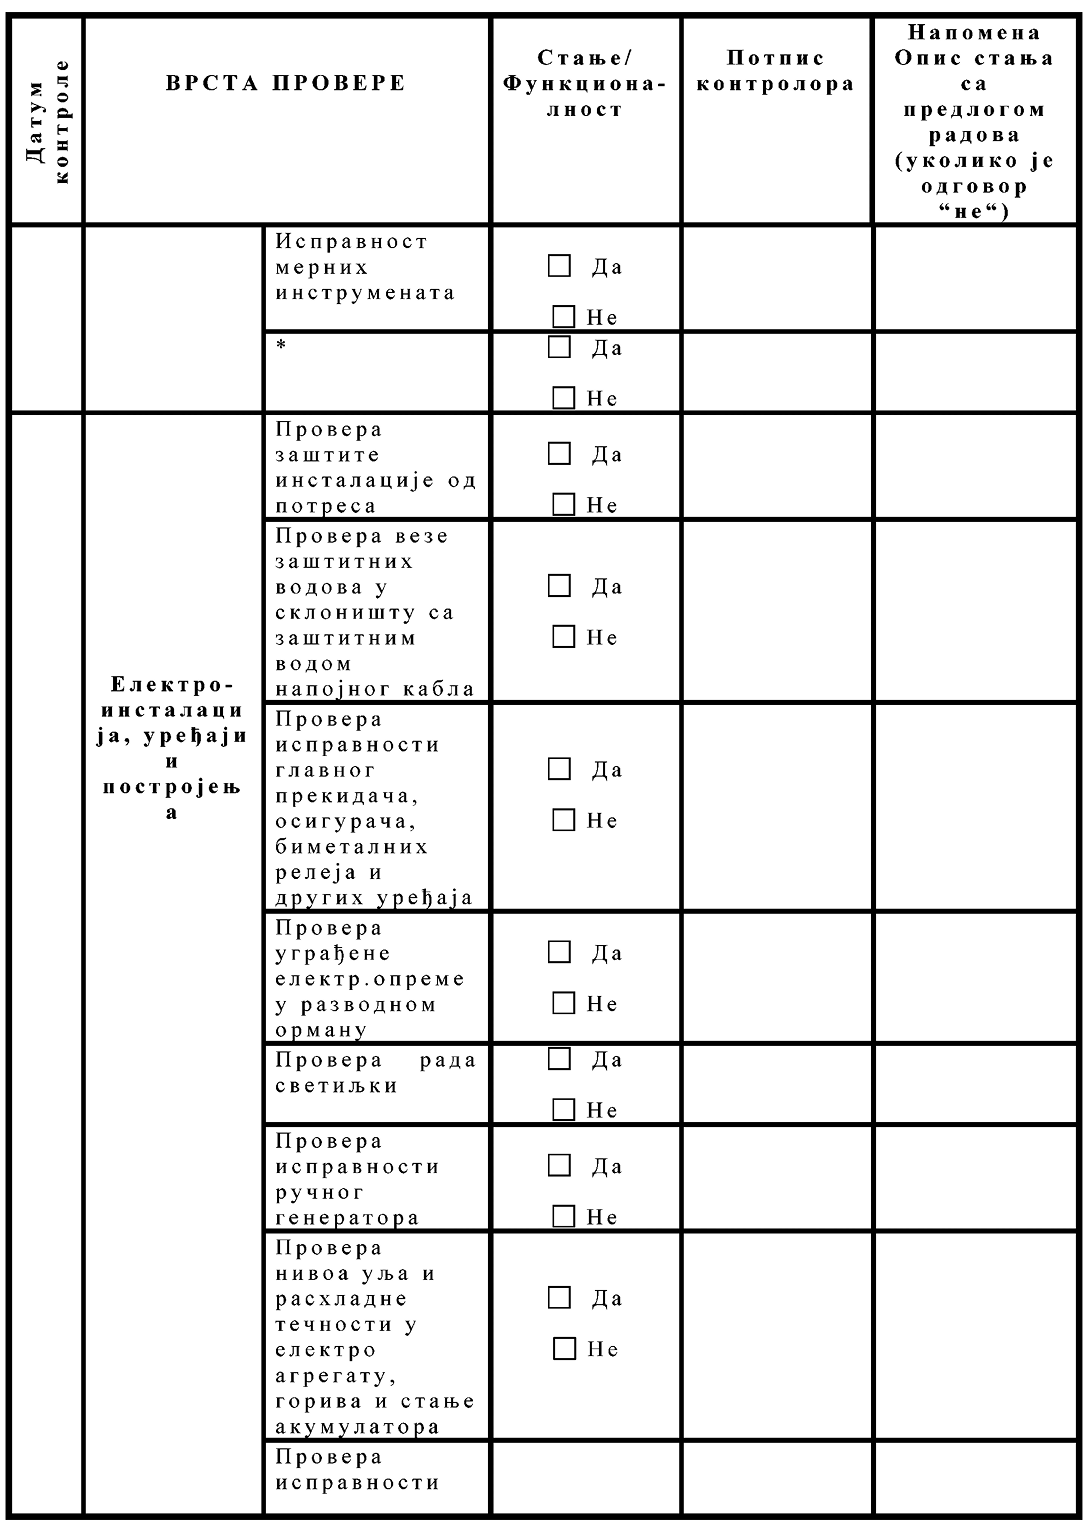 Датум
контроле
ВРСТА ПРОВЕРЕ
Стање/
Функциона-
лност
Потпис
контролора
Напомена
Опис стања
са
предлогом
радова
(уколико је
одговор
“не“)
Исправност
мерних
инструмената
Да
Не
*
Да
Не
Електро-
инсталаци
ја, уређаји
и
постројењ
а
Провера
заштите
инсталације од
потреса
Да
Не
Провера везе
заштитних
водова у
склоништу са
заштитним
водом
напојног кабла
Да
Не
Провера
исправности
главног
прекидача,
осигурача,
биметалних
релеја и
других уређаја
Да
Не
Провера
уграђене
електр.опреме
у разводном
орману
Да
Не
Провера рада
светиљки
Да
Не
Провера
исправности
ручног
генератора
Да
Не
Провера
нивоа уља и
расхладне
течности у
електро
агрегату,
горива и стање
акумулатора
Да
Не
Провера
исправности